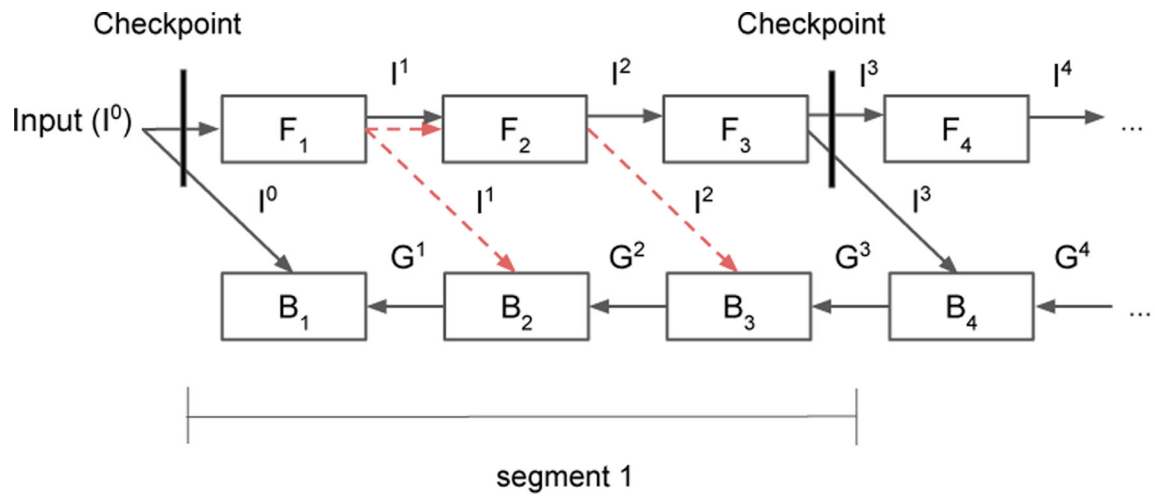 Checkpoint Checkpoint
I¹ I² I³ I⁴
Input (I⁰) F₁ F₂ F₃ F₄ ...
I⁰ I¹ I² I³
G¹ G² G³ G⁴
B₁ B₂ B₃ B₄ ...
segment 1